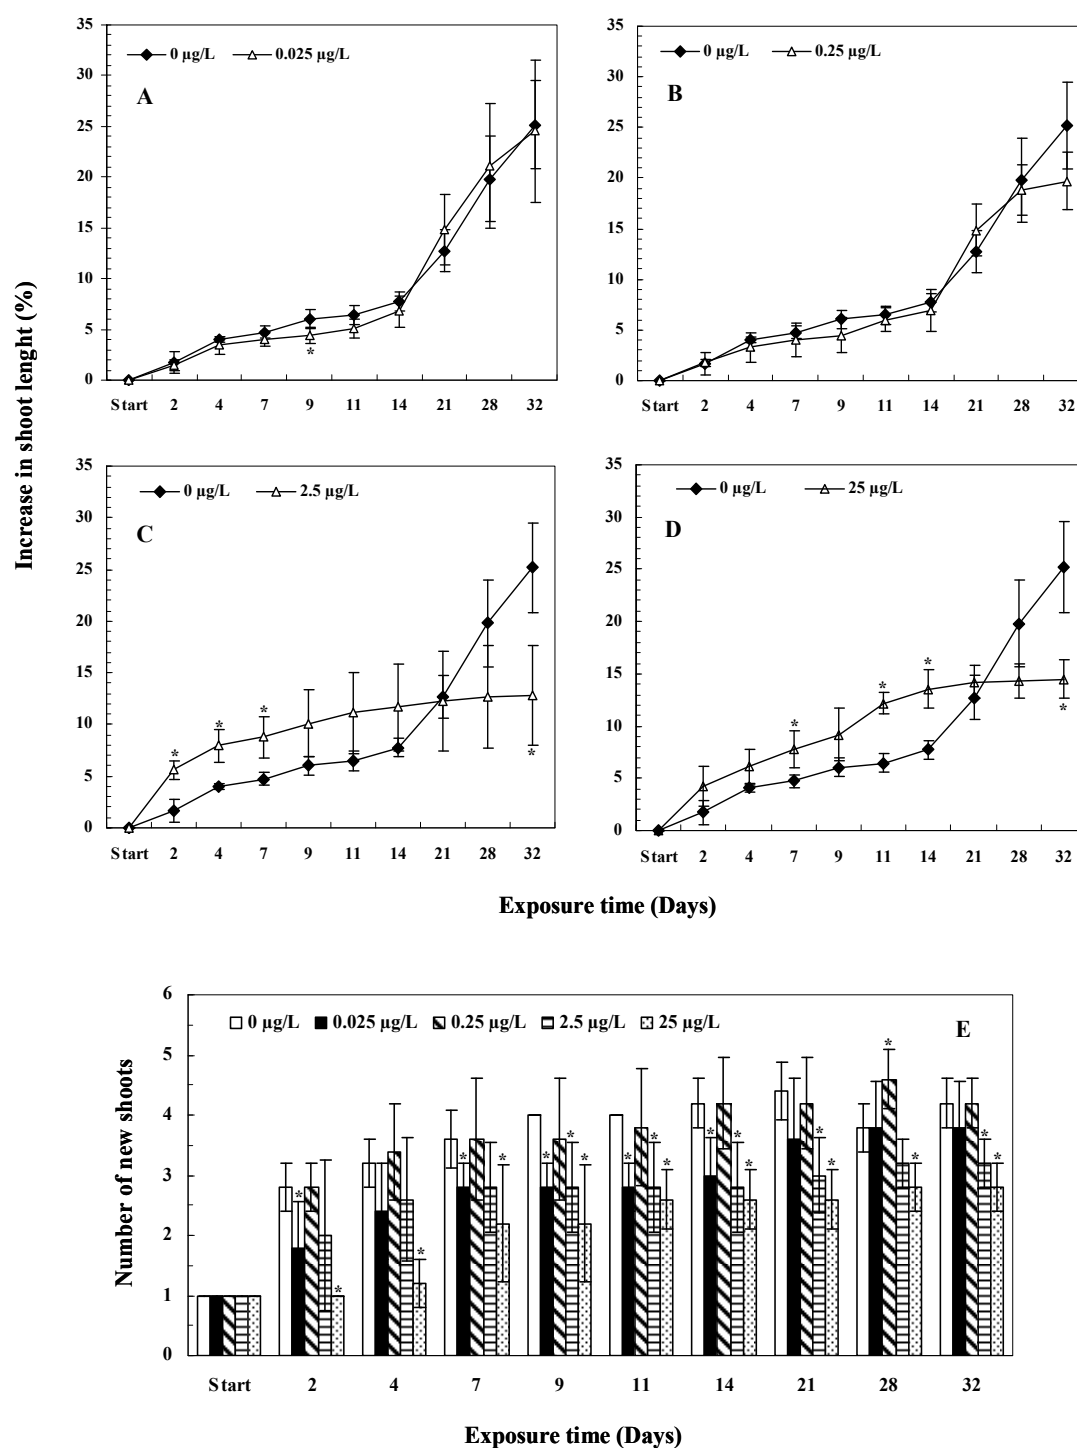 0 µg/L 0.025 µg/L
A
35
30
25
20
15
10
5
0
Start 2 4 7 9 11 14 21 28 32
*
0 µg/L 0.25 µg/L
B
35
30
25
20
15
10
5
0
Start 2 4 7 9 11 14 21 28 32
Increase in shoot lenght (%)
0 µg/L 2.5 µg/L
C
35
30
25
20
15
10
5
0
* * * *
Start 2 4 7 9 11 14 21 28 32
0 µg/L 25 µg/L
D
35
30
25
20
15
10
5
0
* * * *
Start 2 4 7 9 11 14 21 28 32
Exposure time (Days)
0 µg/L 0.025 µg/L 0.25 µg/L 2.5 µg/L 25 µg/L
E
Number of new shoots
6
5
4
3
2
1
0
* * * * * * * * * * * * * * * * * * * * *
Start 2 4 7 9 11 14 21 28 32
Exposure time (Days)